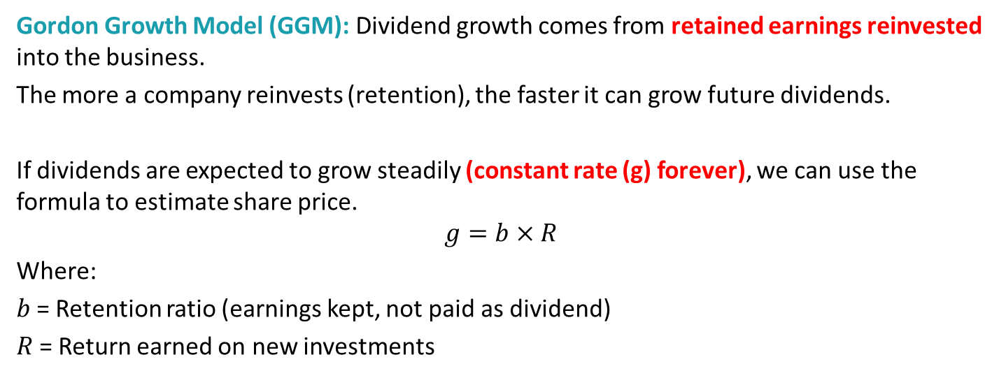 Gordon Growth Model (GGM): Dividend growth comes from retained earnings reinvested
into the business.
The more a company reinvests (retention), the faster it can grow future dividends.
If dividends are expected to grow steadily (constant rate (g) forever), we can use the
formula to estimate share price.
g = b × R
Where:
b = Retention ratio (earnings kept, not paid as dividend)
R = Return earned on new investments